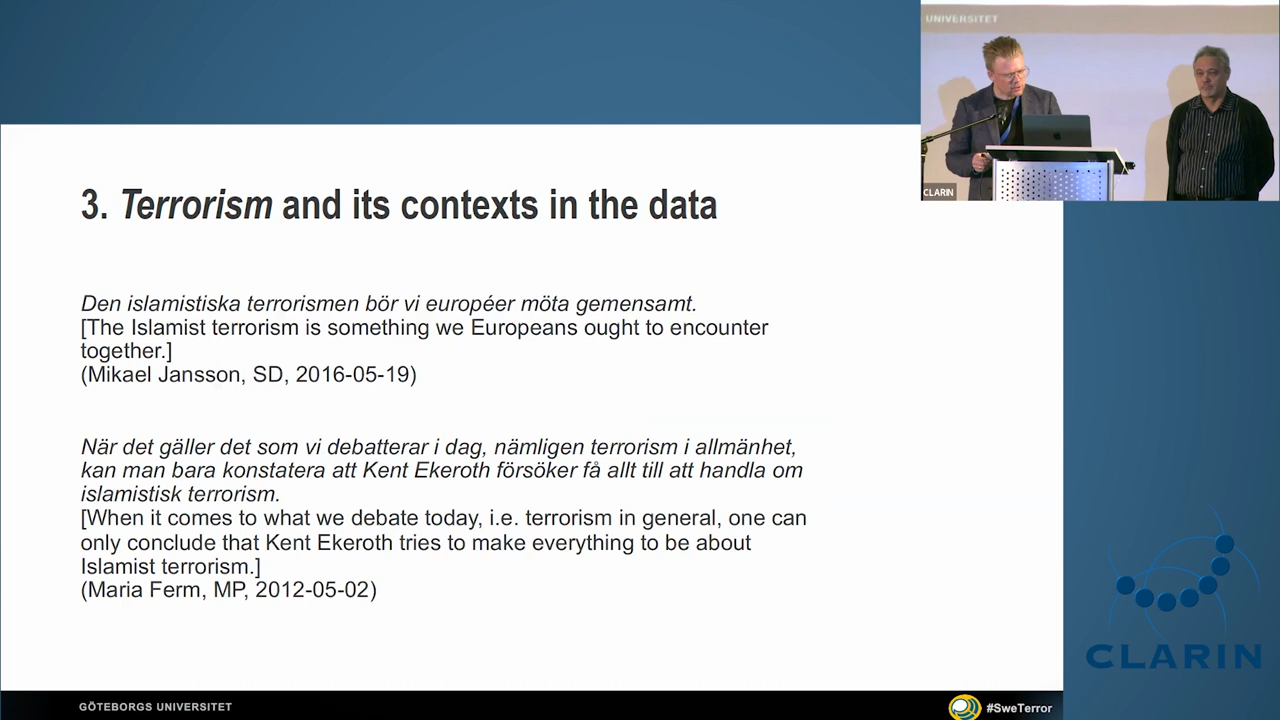 UNIVERSITET
CLARIN
3. Terrorism and its contexts in the data
Den islamistiska terrorismen bör vi européer möta gemensamt.
[The Islamist terrorism is something we Europeans ought to encounter
together.]
(Mikael Jansson, SD, 2016-05-19)
När det gäller det som vi debatterar i dag, nämligen terrorism i allmänhet,
kan man bara konstatera att Kent Ekeroth försöker få allt till att handla om
islamistisk terrorism.
[When it comes to what we debate today, i.e. terrorism in general, one can
only conclude that Kent Ekeroth tries to make everything to be about
Islamist terrorism.]
(Maria Ferm, MP, 2012-05-02)
CLARIN
GÖTEBORGS UNIVERSITET
#SweTerror